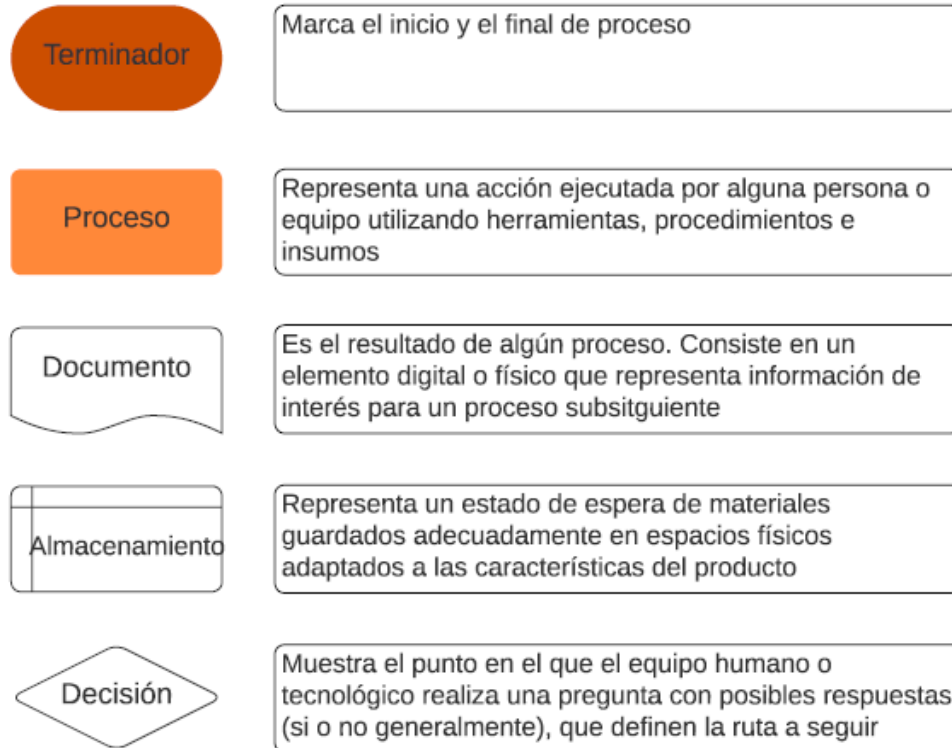 Terminador
Marca el inicio y el final de proceso
Proceso
Representa una acción ejecutada por alguna persona o
equipo utilizando herramientas, procedimientos e
insumos
Documento
Es el resultado de algún proceso. Consiste en un
elemento digital o físico que representa información de
interés para un proceso subsitguiente
Almacenamiento
Representa un estado de espera de materiales
guardados adecuadamente en espacios físicos
adaptados a las características del producto
Decisión
Muestra el punto en el que el equipo humano o
tecnológico realiza una pregunta con posibles respuestas
(si o no generalmente), que definen la ruta a seguir